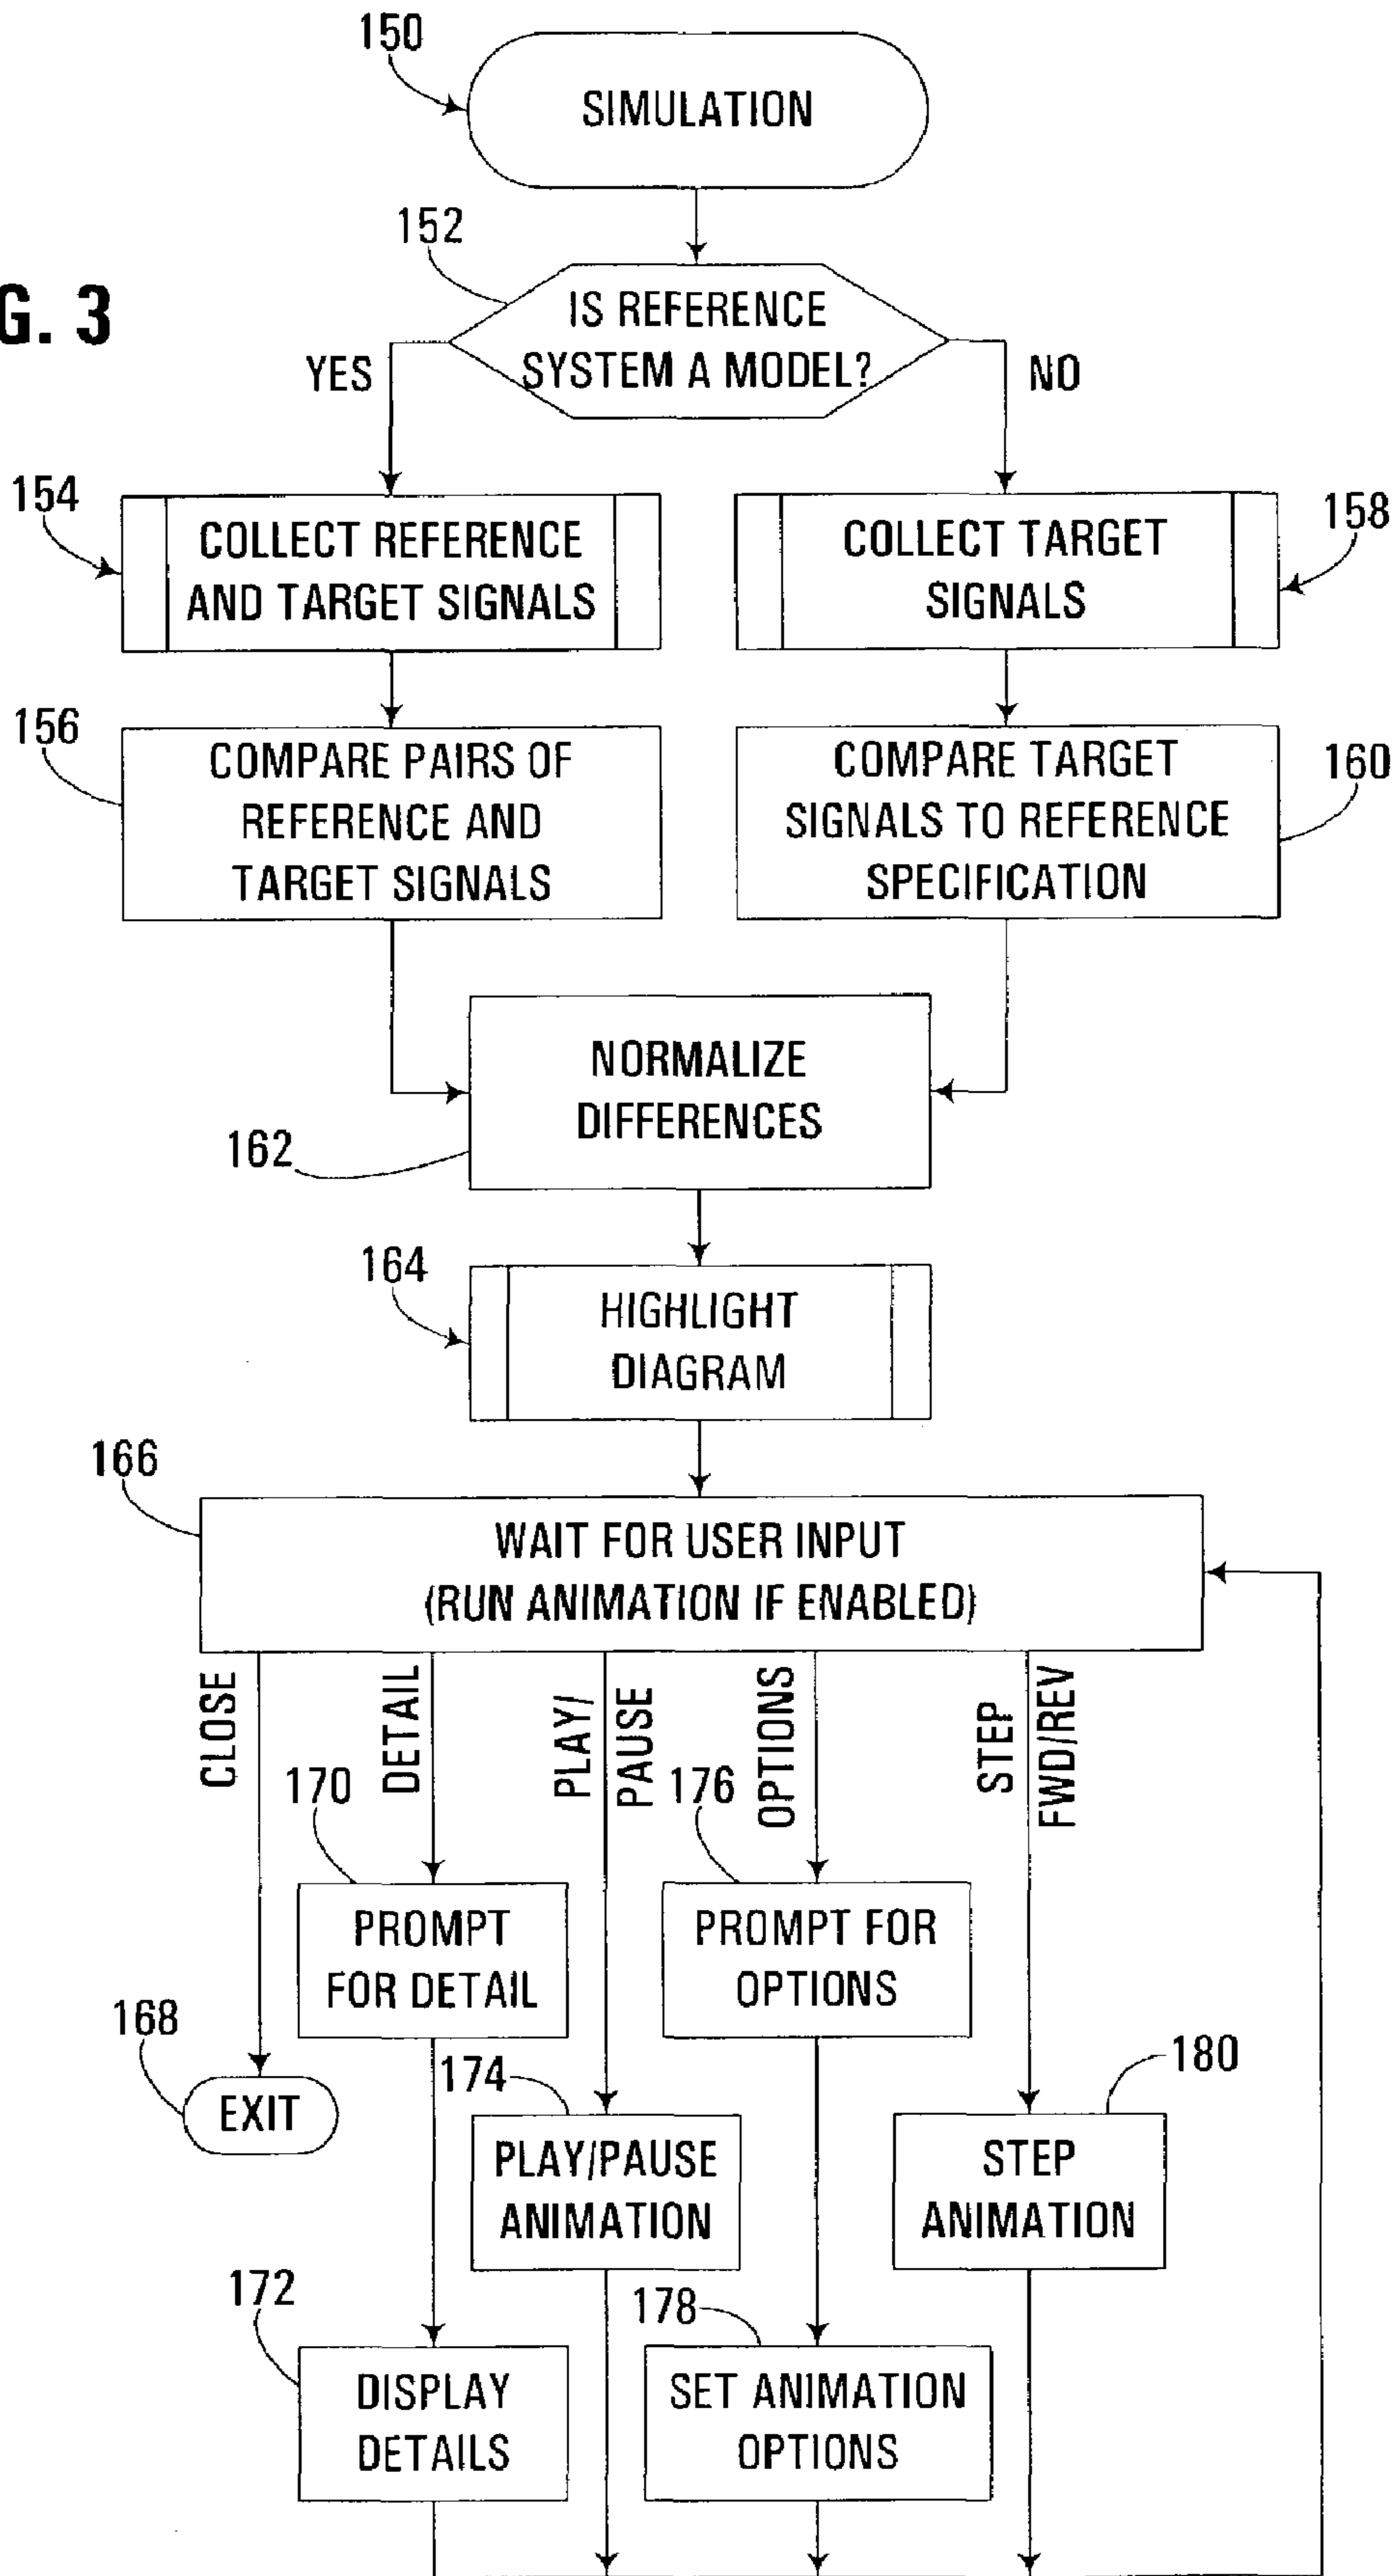 150
SIMULATION
152
G. 3
IS REFERENCE
SYSTEM A MODEL?
YES
NO
154
COLLECT REFERENCE
AND TARGET SIGNALS
COLLECT TARGET
SIGNALS
158
156
COMPARE PAIRS OF
REFERENCE AND
TARGET SIGNALS
COMPARE TARGET
SIGNALS TO REFERENCE
SPECIFICATION
160
NORMALIZE
DIFFERENCES
162
164
HIGHLIGHT
DIAGRAM
166
WAIT FOR USER INPUT
(RUN ANIMATION IF ENABLED)
CLOSE
DETAIL
PLAY/
PAUSE
OPTIONS
STEP
FWD/REV
170
176
PROMPT
FOR DETAIL
PROMPT FOR
OPTIONS
168
EXIT
174
PLAY/PAUSE
ANIMATION
180
STEP
ANIMATION
172
DISPLAY
DETAILS
178
SET ANIMATION
OPTIONS